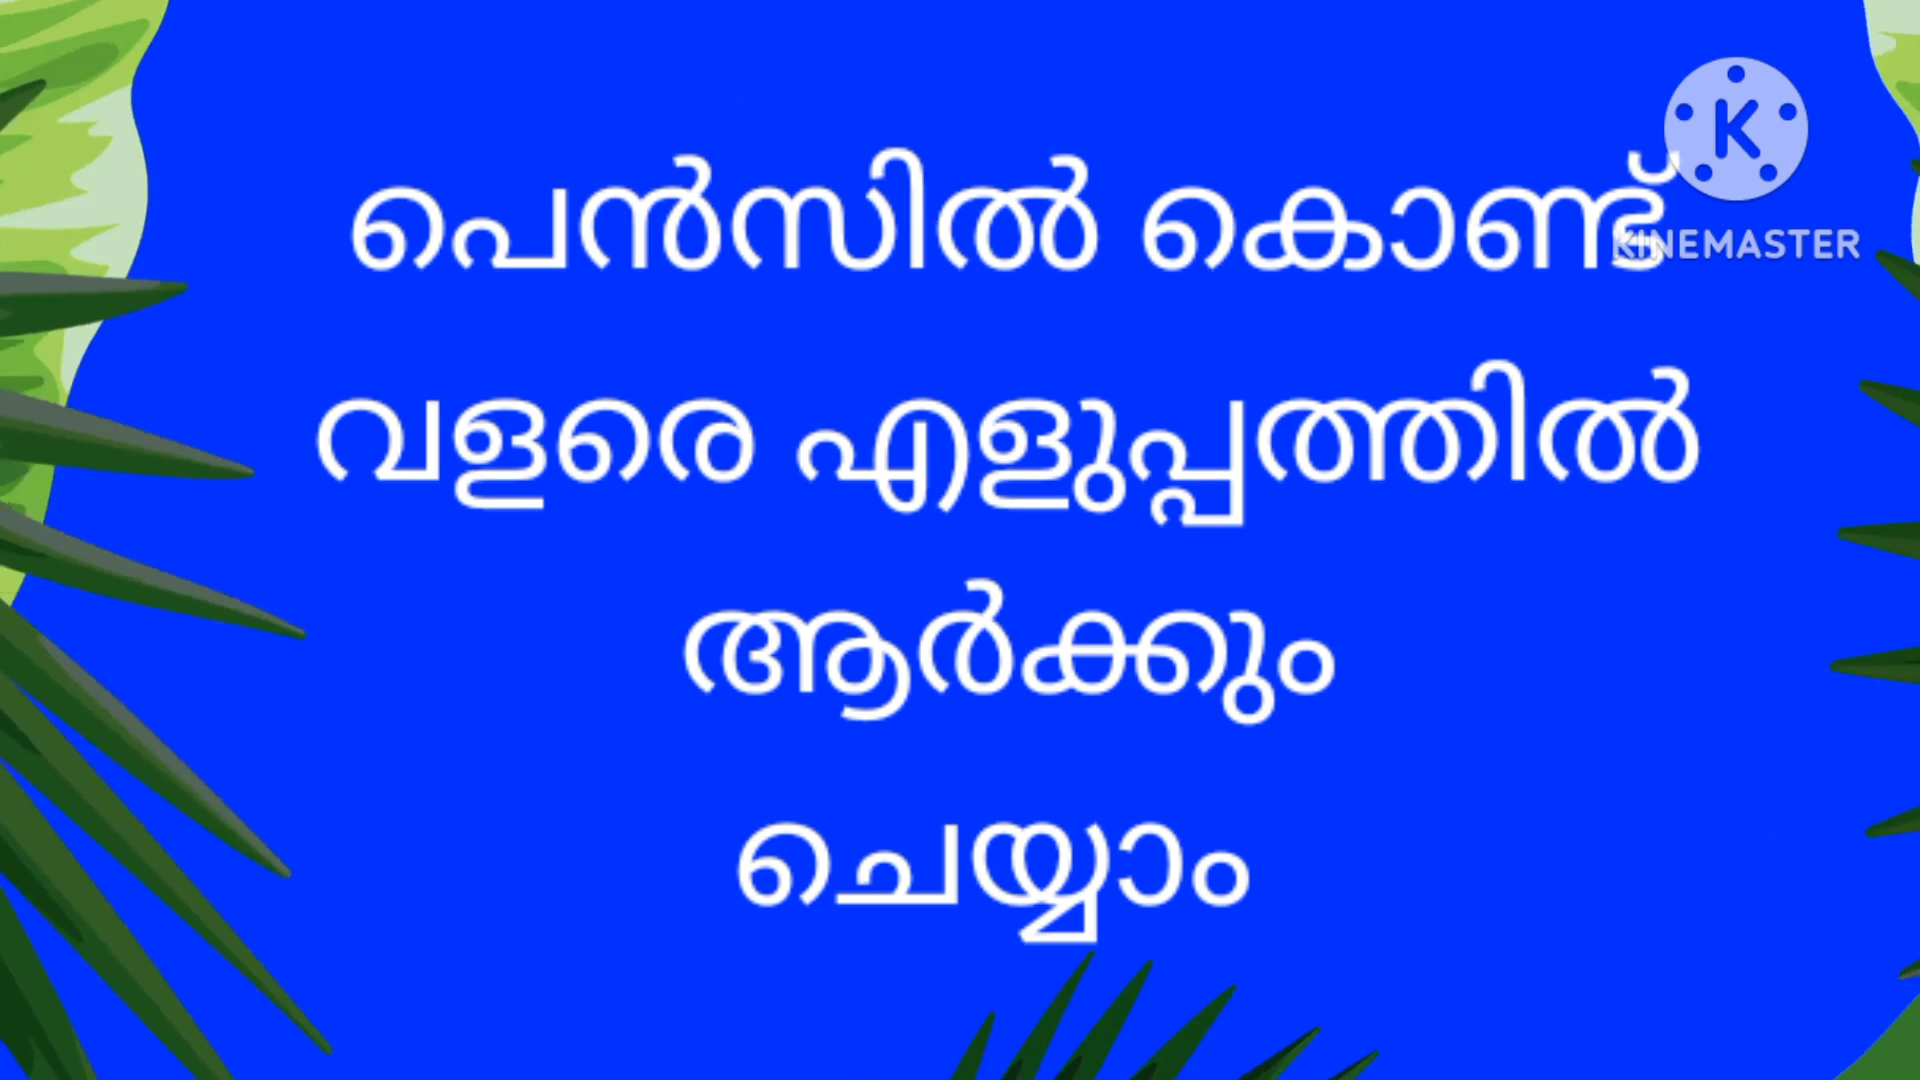 പെൻസിൽ കൊണ്ട്
KINEMASTER
വളരെ എളുപ്പത്തിൽ
ആർക്കും
ചെയ്യാം